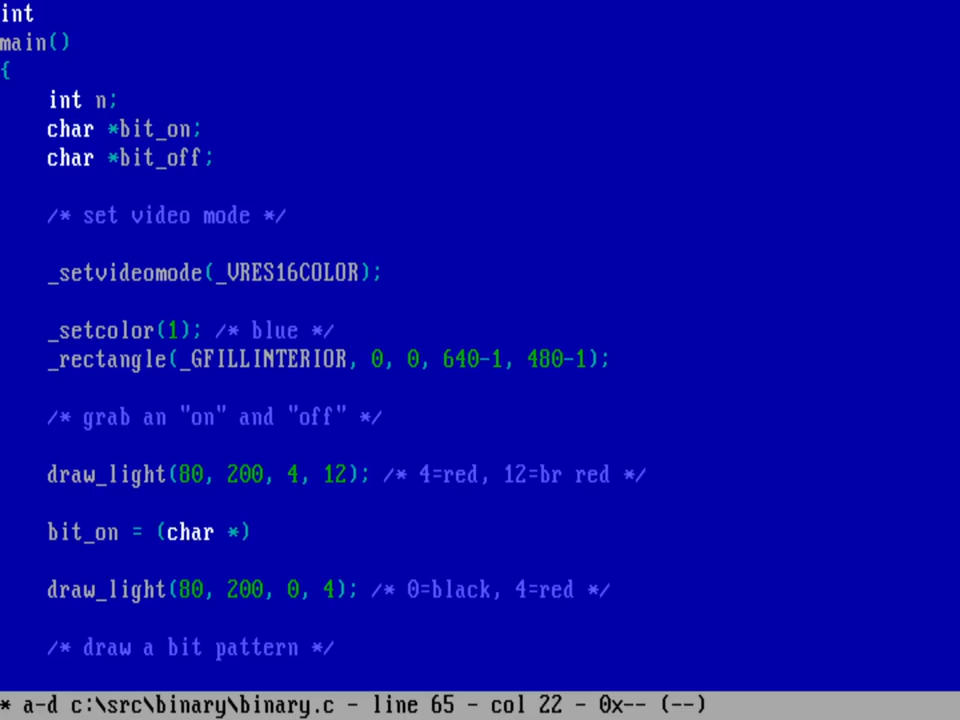 int
main()
{
    int n;
    char *bit_on;
    char *bit_off;
    /* set video mode */
    _setvideomode(_VRES16COLOR);
    _setcolor(1); /* blue */
    _rectangle(_GFILLINTERIOR, 0, 0, 640-1, 480-1);
    /* grab an "on" and "off" */
    draw_light(80, 200, 4, 12); /* 4=red, 12=br red */
    bit_on = (char *)
    draw_light(80, 200, 0, 4); /* 0=black, 4=red */
    /* draw a bit pattern */
* a-d c:\src\binary\binary.c - line 65 - col 22 - 0x-- (--)